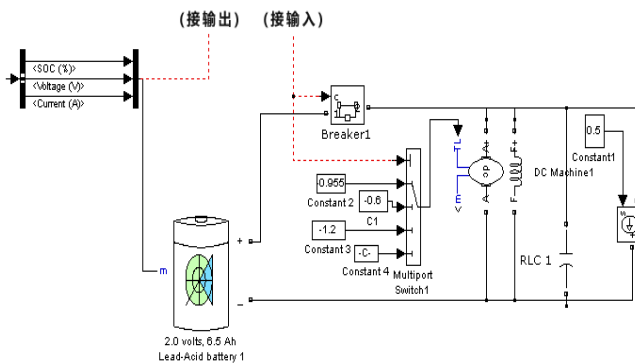 (接输出) (接输入)
<SOC (%)>
<Voltage (V)>
<Current (A)>
c
1
2
Breaker1
TL
A+
F+
0.5
Constant1
DC Machine1
-0.955
Constant 2
-0.6
C1
-1.2
Constant 3
-C-
Constant 4
Multiport
Switch1
E
A
F
RLC 1
+
m
−
2.0 volts, 6.5 Ah
Lead-Acid battery 1